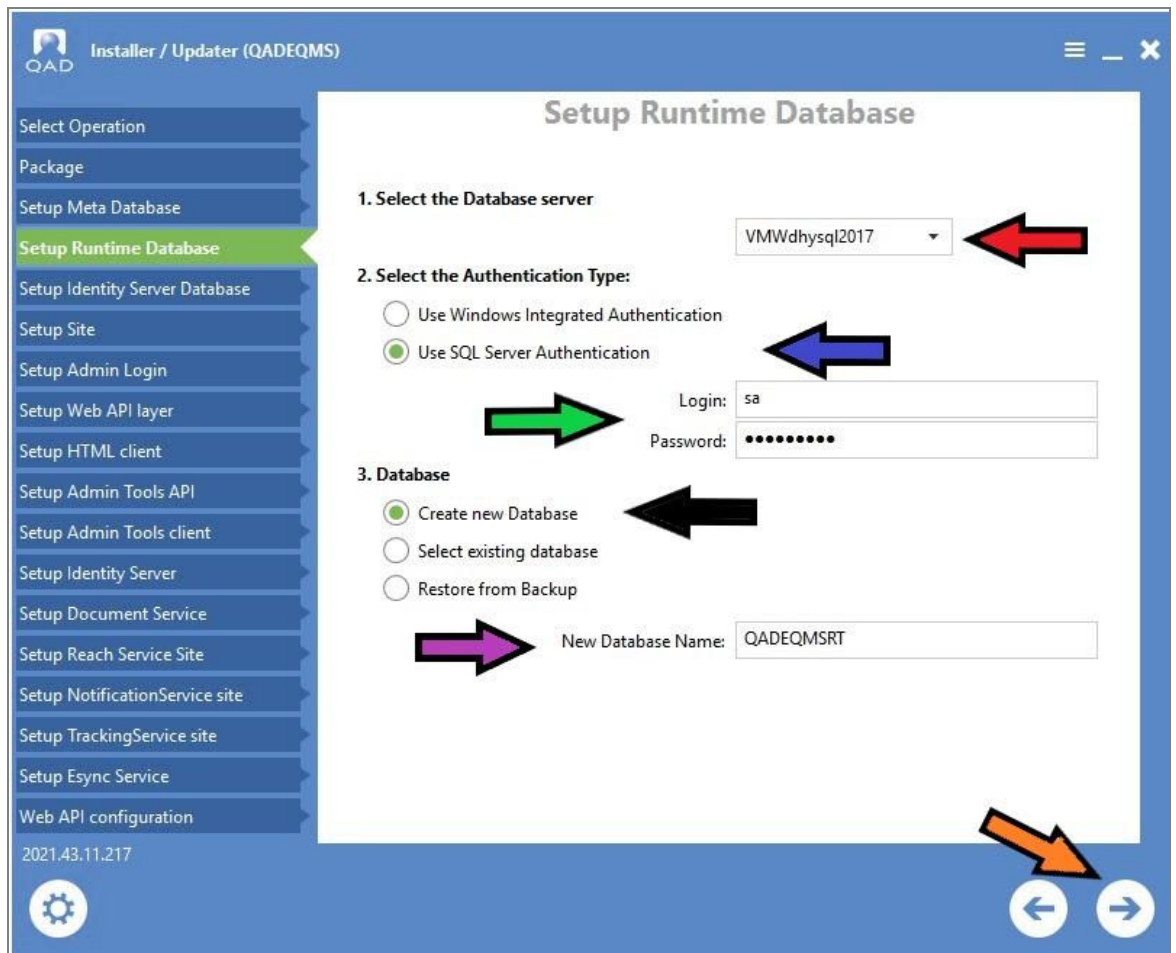 QAD
Installer / Updater (QADEQMS)
Select Operation
Package
Setup Meta Database
Setup Runtime Database
Setup Identity Server Database
Setup Site
Setup Admin Login
Setup Web API layer
Setup HTML client
Setup Admin Tools API
Setup Admin Tools client
Setup Identity Server
Setup Document Service
Setup Reach Service Site
Setup NotificationService site
Setup TrackingService site
Setup Esync Service
Web API configuration
2021.43.11.217
Setup Runtime Database
1. Select the Database server
VMWdhysql2017
2. Select the Authentication Type:
Use Windows Integrated Authentication
Use SQL Server Authentication
Login: sa
Password: •••••••••
3. Database
Create new Database
Select existing database
Restore from Backup
New Database Name: QADEQMSRT